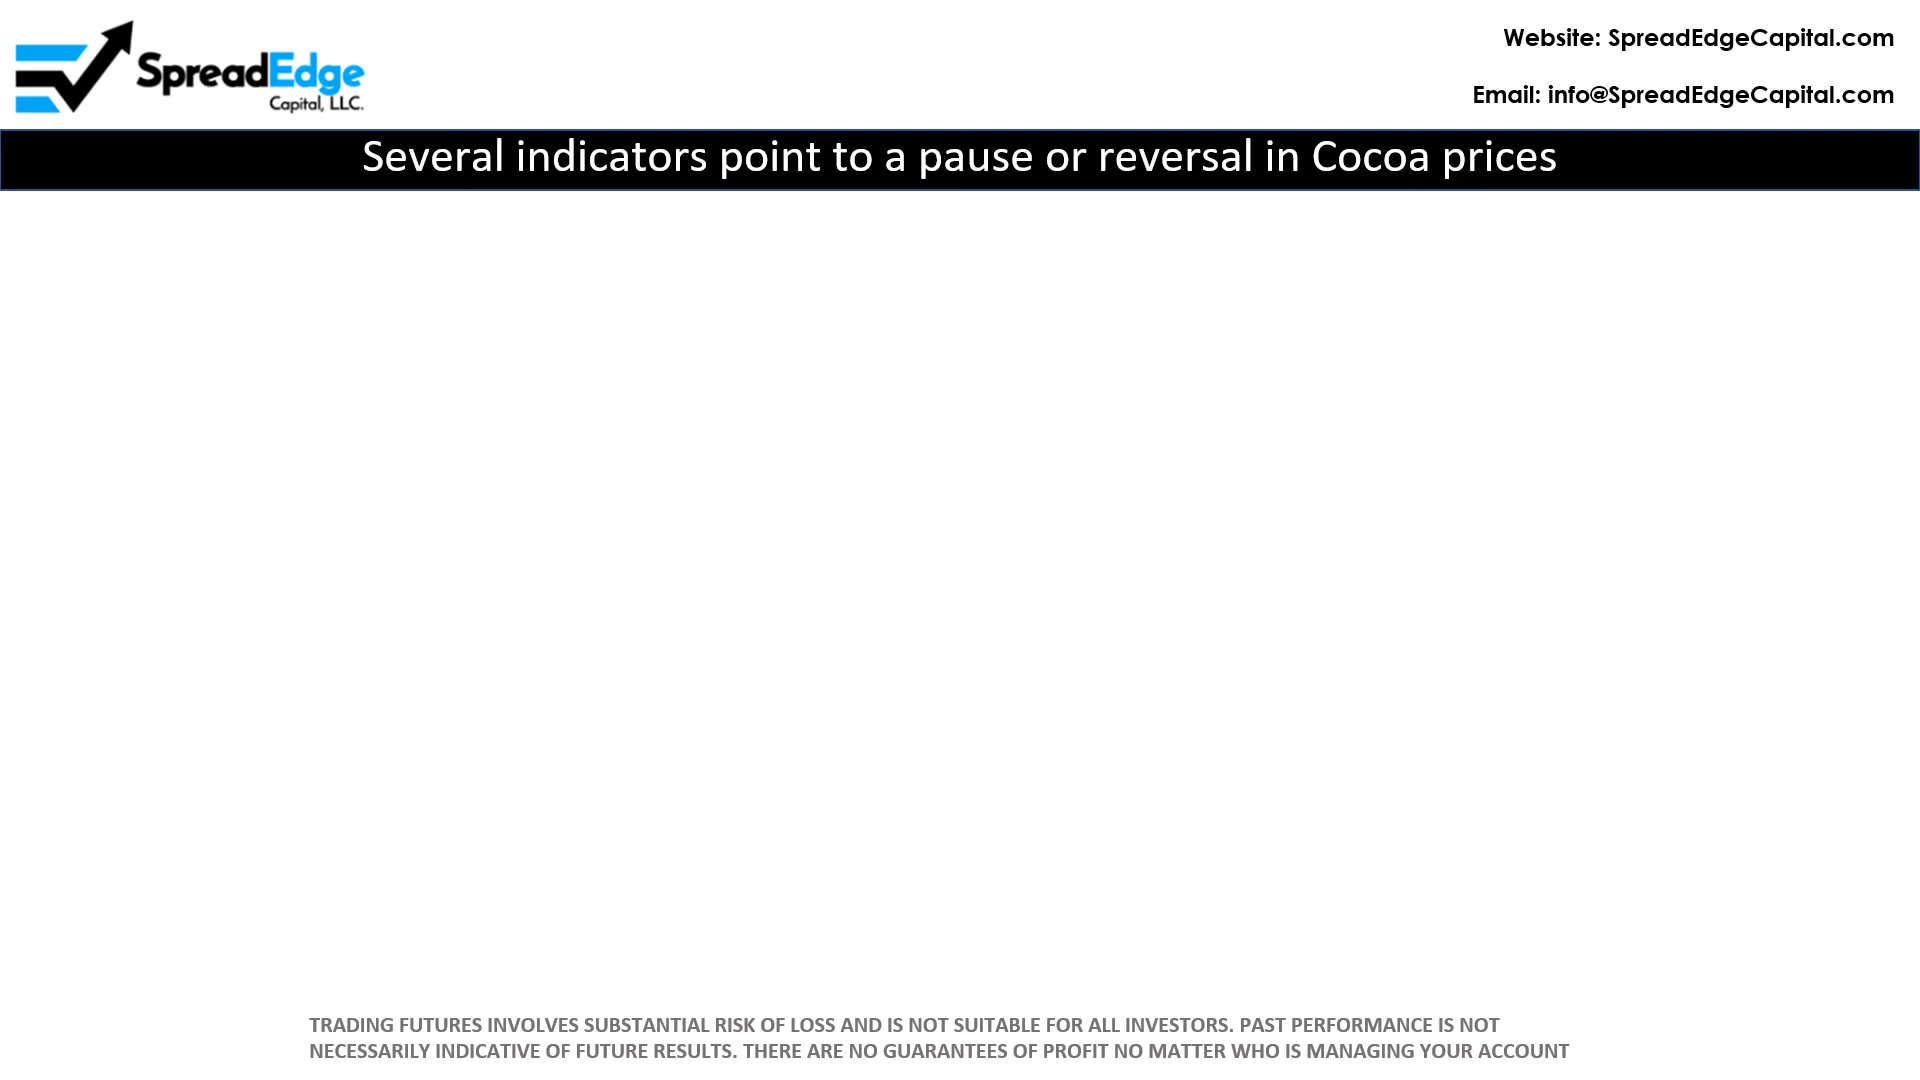 SpreadEdge
Capital, LLC.
Website: SpreadEdgeCapital.com
Email: info@SpreadEdgeCapital.com
Several indicators point to a pause or reversal in Cocoa prices
TRADING FUTURES INVOLVES SUBSTANTIAL RISK OF LOSS AND IS NOT SUITABLE FOR ALL INVESTORS. PAST PERFORMANCE IS NOT
NECESSARILY INDICATIVE OF FUTURE RESULTS. THERE ARE NO GUARANTEES OF PROFIT NO MATTER WHO IS MANAGING YOUR ACCOUNT